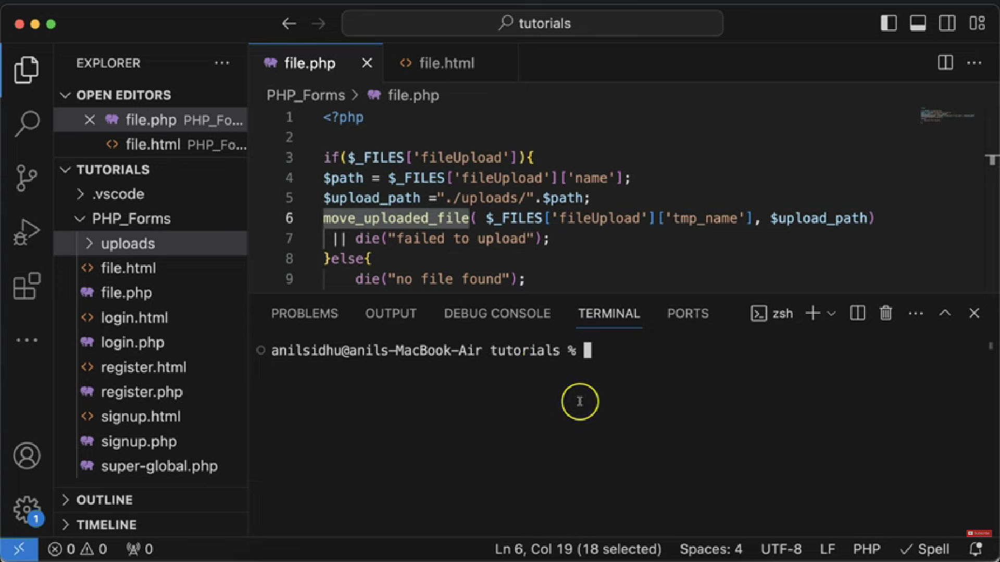 tutorials
EXPLORER
file.php
file.html
OPEN EDITORS
file.php PHP_Fo...
file.html PHP_Fo...
TUTORIALS
.vscode
PHP_Forms
uploads
file.html
file.php
login.html
login.php
register.html
register.php
signup.html
signup.php
super-global.php
OUTLINE
TIMELINE
PHP_Forms > file.php
1 <?php
2
3 if($_FILES['fileUpload']){
4 $path = $_FILES['fileUpload']['name'];
5 $upload_path ="./uploads/".$path;
6 move_uploaded_file( $_FILES['fileUpload']['tmp_name'], $upload_path)
7 || die("failed to upload");
8 }else{
9 die("no file found");
PROBLEMS OUTPUT DEBUG CONSOLE TERMINAL PORTS zsh
anilsidhu@anils-MacBook-Air tutorials %
Subscribe
1
0 0 0 Ln 6, Col 19 (18 selected) Spaces: 4 UTF-8 LF PHP Spell